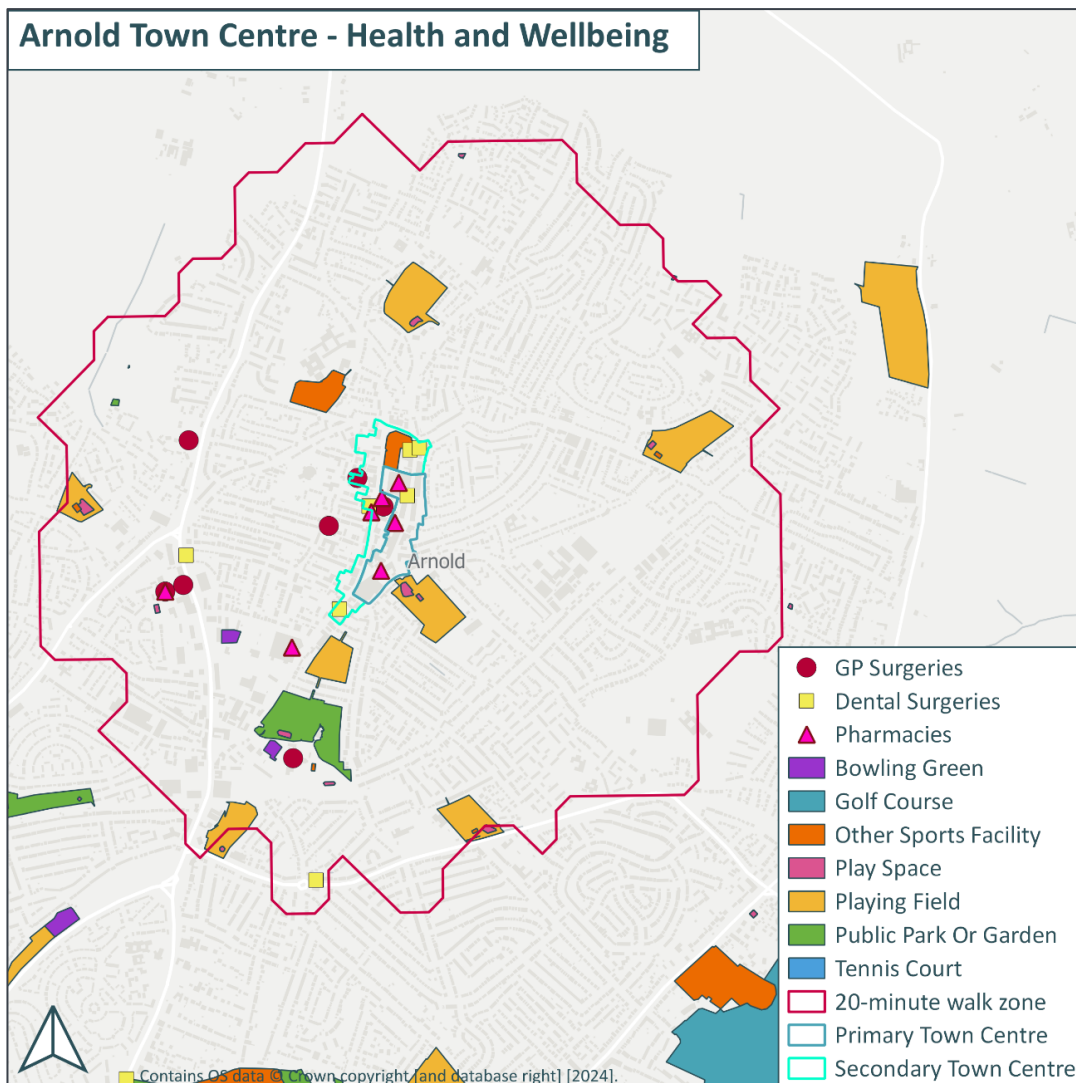 Arnold Town Centre - Health and Wellbeing
Arnold
GP Surgeries
Dental Surgeries
Pharmacies
Bowling Green
Golf Course
Other Sports Facility
Play Space
Playing Field
Public Park Or Garden
Tennis Court
20-minute walk zone
Primary Town Centre
Secondary Town Centre
Contains OS data © Crown copyright [and database right] [2024].